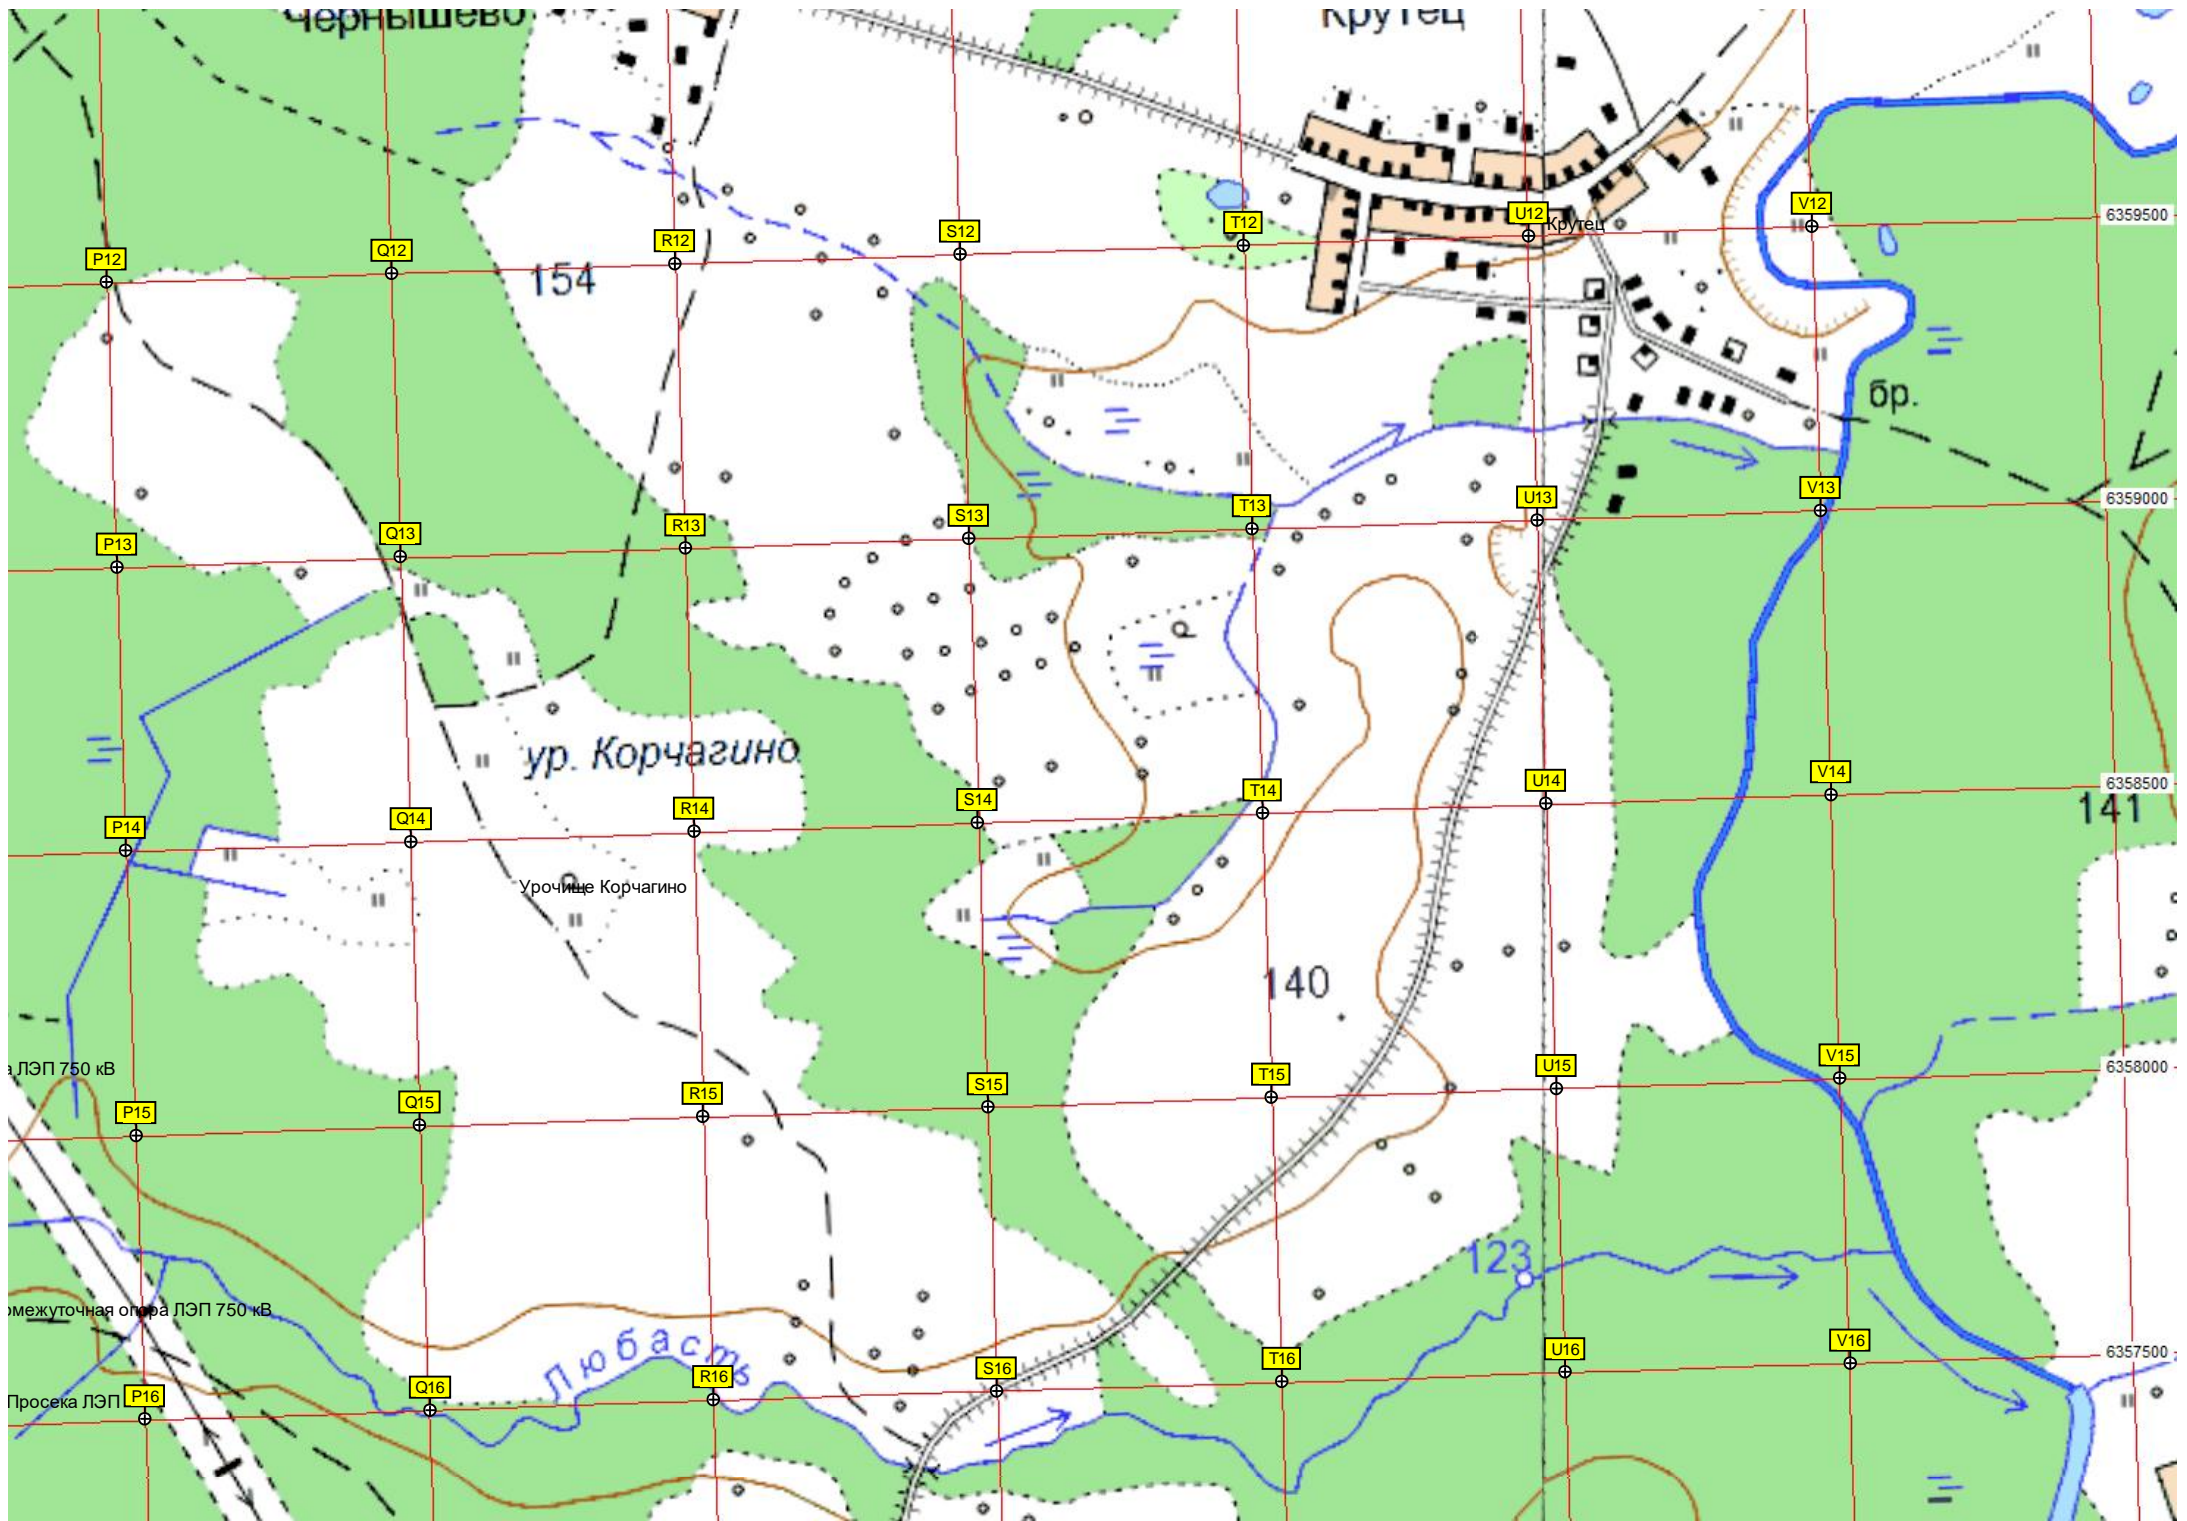 Чернышево
Крутец
P12
Q12
R12
S12
T12
U12
V12
6359500
Крутец
154
бр.
P13
Q13
R13
S13
T13
U13
V13
6359000
ур. Корчагино
P14
Q14
R14
S14
T14
U14
V14
6358500
141
Урочище Корчагино
140
а ЛЭП 750 кВ
P15
Q15
R15
S15
T15
U15
V15
6358000
123
омежуточная опора ЛЭП 750 кВ
Любасть
Просека ЛЭП
P16
Q16
R16
S16
T16
U16
V16
6357500